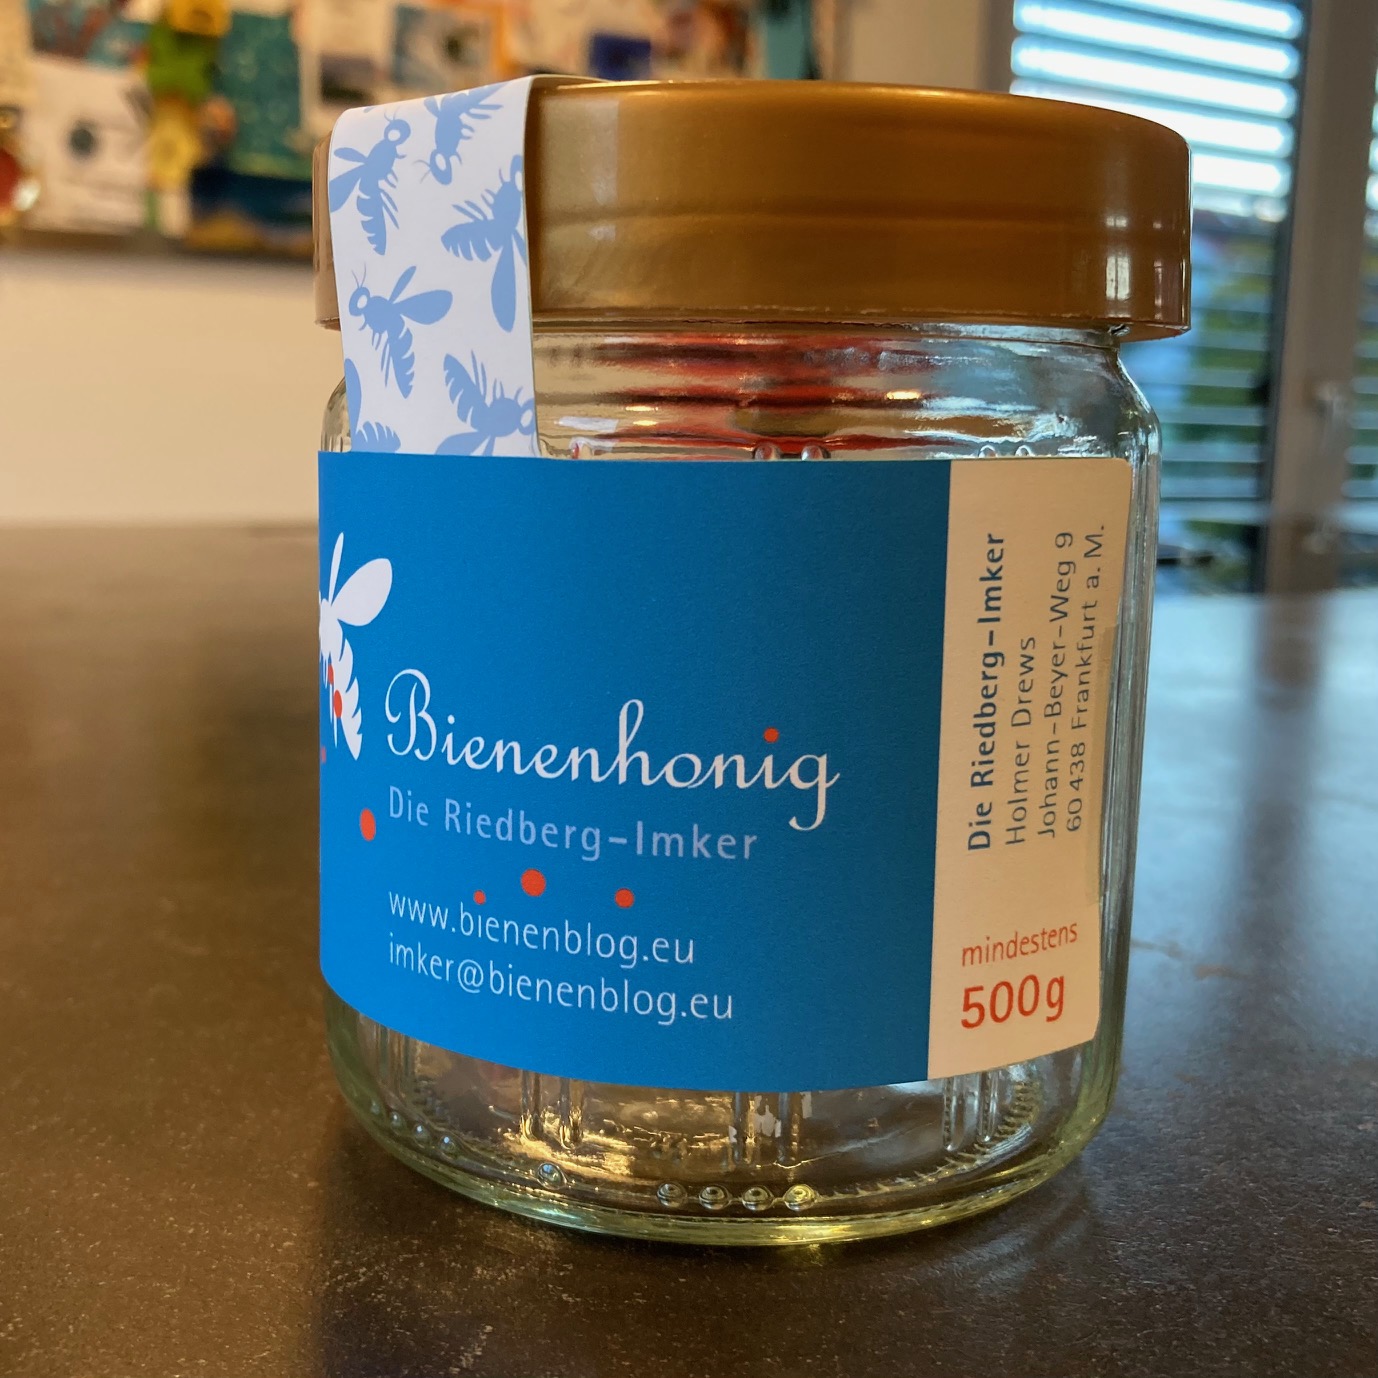 Bienenhonig
Die Riedberg-Imker
www.bienenblog.eu
imker@bienenblog.eu
Die Riedberg-Imker
Holmer Drews
Johann-Beyer-Weg 9
60438 Frankfurt a. M.
mindestens
500g